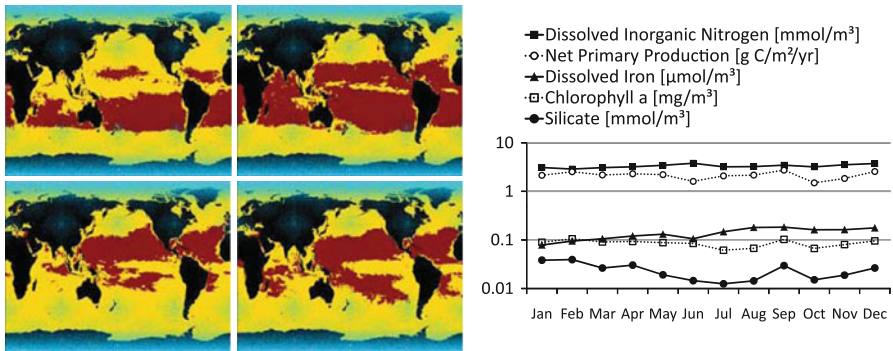 Dissolved Inorganic Nitrogen [mmol/m³]
Net Primary Production [g C/m²/yr]
Dissolved Iron [µmol/m³]
Chlorophyll a [mg/m³]
Silicate [mmol/m³]
10
1
0.1
0.01
Jan Feb Mar Apr May Jun Jul Aug Sep Oct Nov Dec